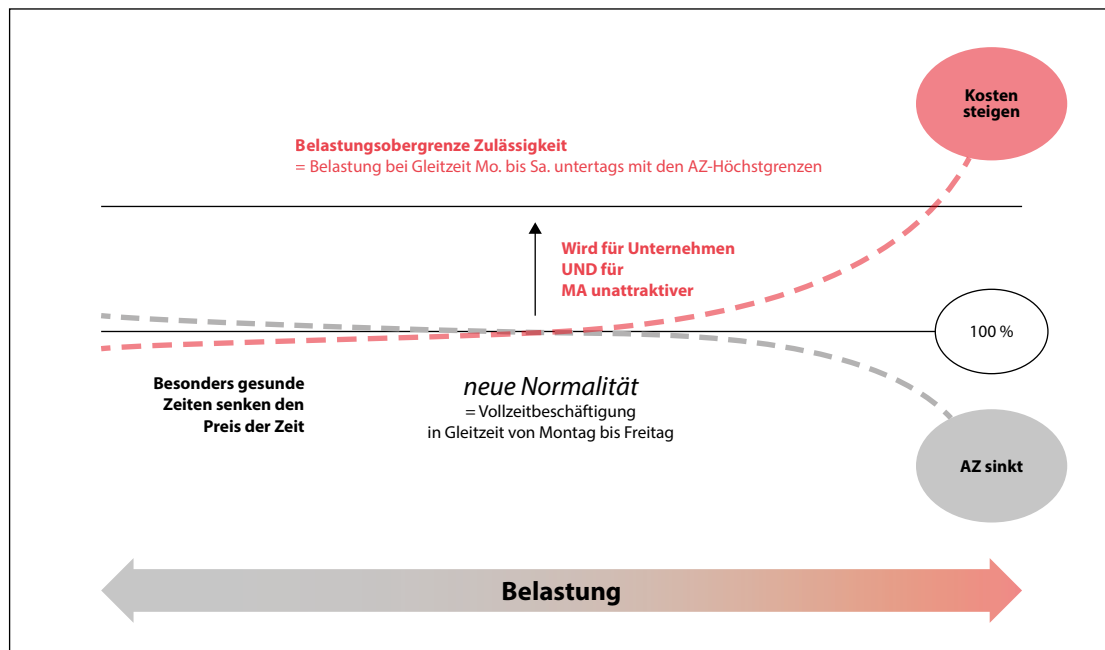 Kosten
steigen
Belastungsobergrenze Zulässigkeit
= Belastung bei Gleitzeit Mo. bis Sa. untertags mit den AZ-Höchstgrenzen
Wird für Unternehmen
UND für
MA unattraktiver
100 %
Besonders gesunde
Zeiten senken den
Preis der Zeit
neue Normalität
= Vollzeitbeschäftigung
in Gleitzeit von Montag bis Freitag
AZ sinkt
Belastung